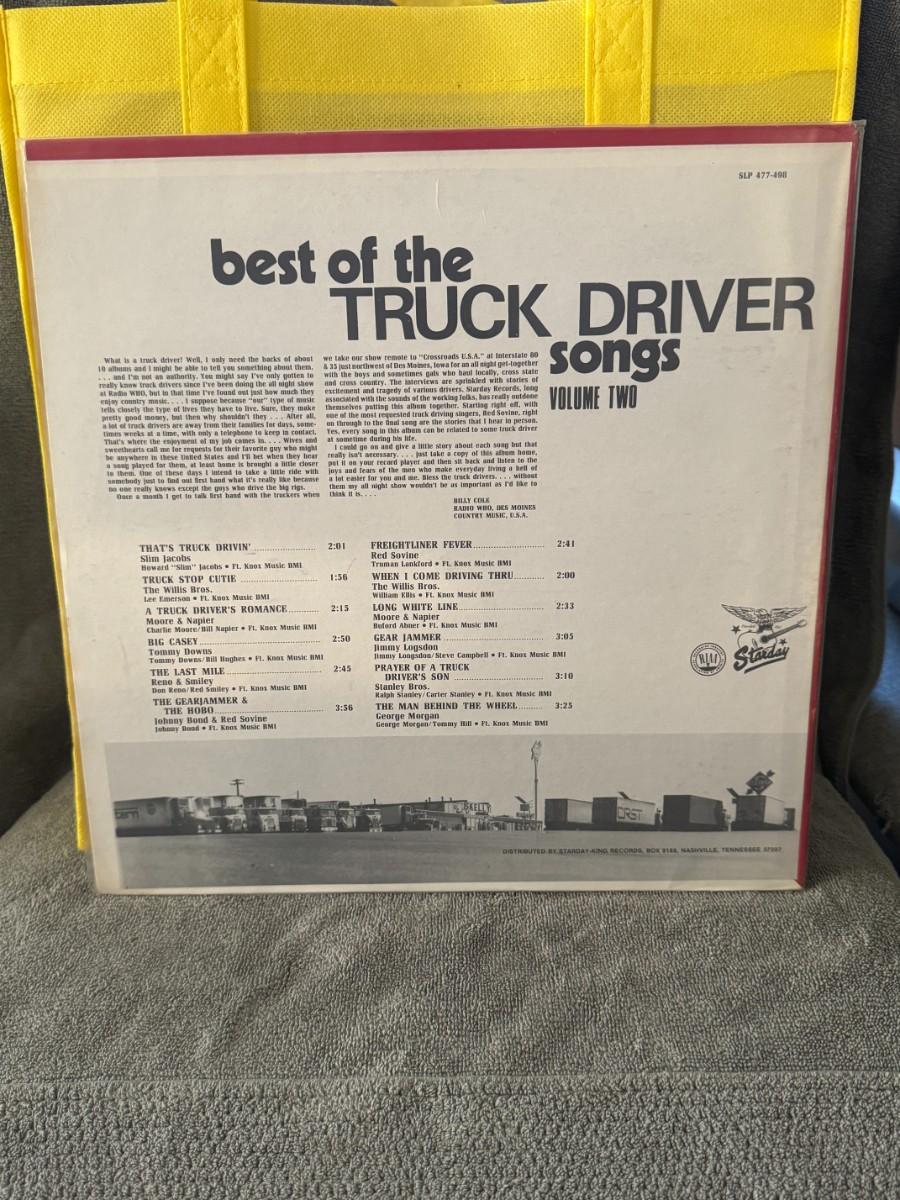 SLP 477-498
best of the
TRUCK DRIVER
songs
VOLUME TWO
What is a truck driver? Well, I only need the backs of about
10 albums and I might be able to tell you something about them.
. . . and I'm not an authority. You might say I've only gotten to
really know truck drivers since I've been doing the all night show
at Radio WHO, but in that time I've found out just how much they
enjoy country music. . . . I suppose because "our" type of music
tells closely the type of lives they have to live. Sure, they make
pretty good money, but then why shouldn't they . . . After all,
a lot of truck drivers are away from their families for days, some-
times weeks at a time, with only a telephone to keep in contact.
That's where the enjoyment of my job comes in. . . . Wives and
sweethearts call me for requests for their favorite guy who might
be anywhere in these United States and I'll bet when they hear
a song played for them, at least home is brought a little closer
to them. One of these days I intend to take a little ride with
somebody just to find out first hand what it's really like because
no one really knows except the guys who drive the big rigs.
Once a month I get to talk first hand with the truckers when
we take our show remote to "Crossroads U.S.A." at Interstate 80
& 35 just northwest of Des Moines, Iowa for an all night get-together
with the boys and sometimes gals who haul locally, cross state
and cross country. The interviews are sprinkled with stories of
excitement and tragedy of various drivers. Starday Records, long
associated with the sounds of the working folks, has really outdone
themselves putting this album together. Starting right off, with
one of the most requested truck driving singers, Red Sovine, right
on through to the final song are the stories that I hear in person.
Yes, every song in this album can be related to some truck driver
at sometime during his life.
I could go on and give a little story about each song but that
really isn't necessary. . . . just take a copy of this album home,
put it on your record player and then sit back and listen to the
joys and fears of the men who make everyday living a hell of
a lot easier for you and me. Bless the truck drivers. . . . without
them my all night show wouldn't be as important as I'd like to
think it is. . . .
BILLY COLE
RADIO WHO, DES MOINES
COUNTRY MUSIC, U.S.A.
THAT'S TRUCK DRIVIN' 2:01
Slim Jacobs
Howard "Slim" Jacobs • Ft. Knox Music BMI
TRUCK STOP CUTIE 1:56
The Willis Bros.
Lee Emerson • Ft. Knox Music BMI
A TRUCK DRIVER'S ROMANCE 2:15
Moore & Napier
Charlie Moore/Bill Napier • Ft. Knox Music BMI
BIG CASEY 2:50
Tommy Downs
Tommy Downs/Bill Hughes • Ft. Knox Music BMI
THE LAST MILE 2:45
Reno & Smiley
Don Reno/Red Smiley • Ft. Knox Music BMI
THE GEARJAMMER &
THE HOBO 3:56
Johnny Bond & Red Sovine
Johnny Bond • Ft. Knox Music BMI
FREIGHTLINER FEVER 2:41
Red Sovine
Truman Lankford • Ft. Knox Music BMI
WHEN I COME DRIVING THRU 2:00
The Willis Bros.
William Ellis • Ft. Knox Music BMI
LONG WHITE LINE 2:33
Moore & Napier
Buford Abner • Ft. Knox Music BMI
GEAR JAMMER 3:05
Jimmy Logsdon
Jimmy Longsdon/Steve Campbell • Ft. Knox Music BMI
PRAYER OF A TRUCK
DRIVER'S SON 3:10
Stanley Bros.
Ralph Stanley/Carter Stanley • Ft. Knox Music BMI
THE MAN BEHIND THE WHEEL 3:25
George Morgan
George Morgan/Tommy Hill • Ft. Knox Music BMI
Starday
SKELLY
CRST
DISTRIBUTED BY STARDAY-KING RECORDS, BOX 8188, NASHVILLE, TENNESSEE 37207